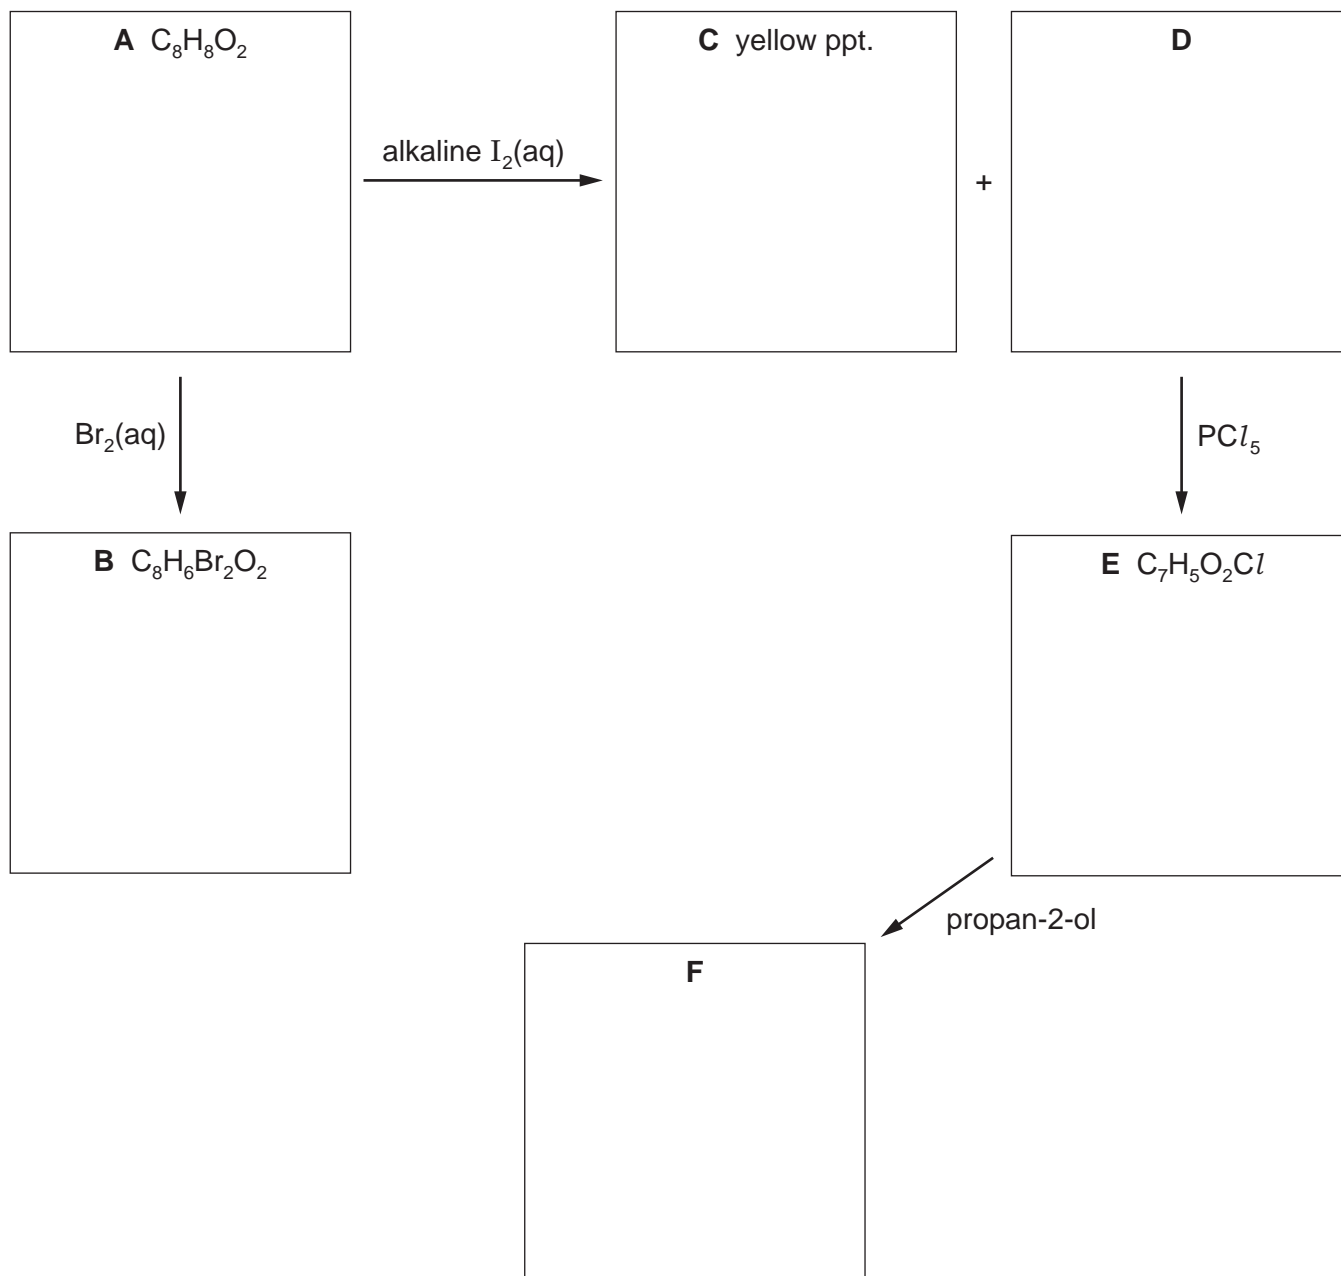 A C₈H₈O₂
C yellow ppt.
D
alkaline I₂(aq)
+
Br₂(aq)
PCl₅
B C₈H₆Br₂O₂
E C₇H₅O₂Cl
propan-2-ol
F